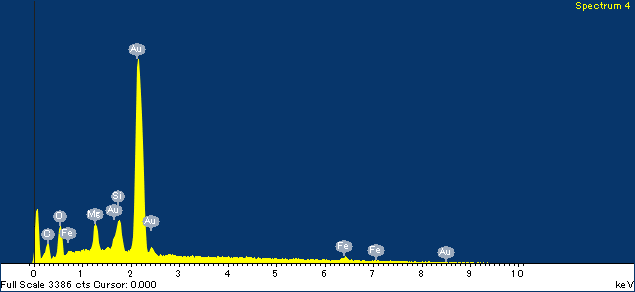 Spectrum 4
Au
Si
O
Mg
Au
Au
C
Fe
Fe
Fe
Au
0 1 2 3 4 5 6 7 8 9 10
Full Scale 3386 cts Cursor: 0.000 keV